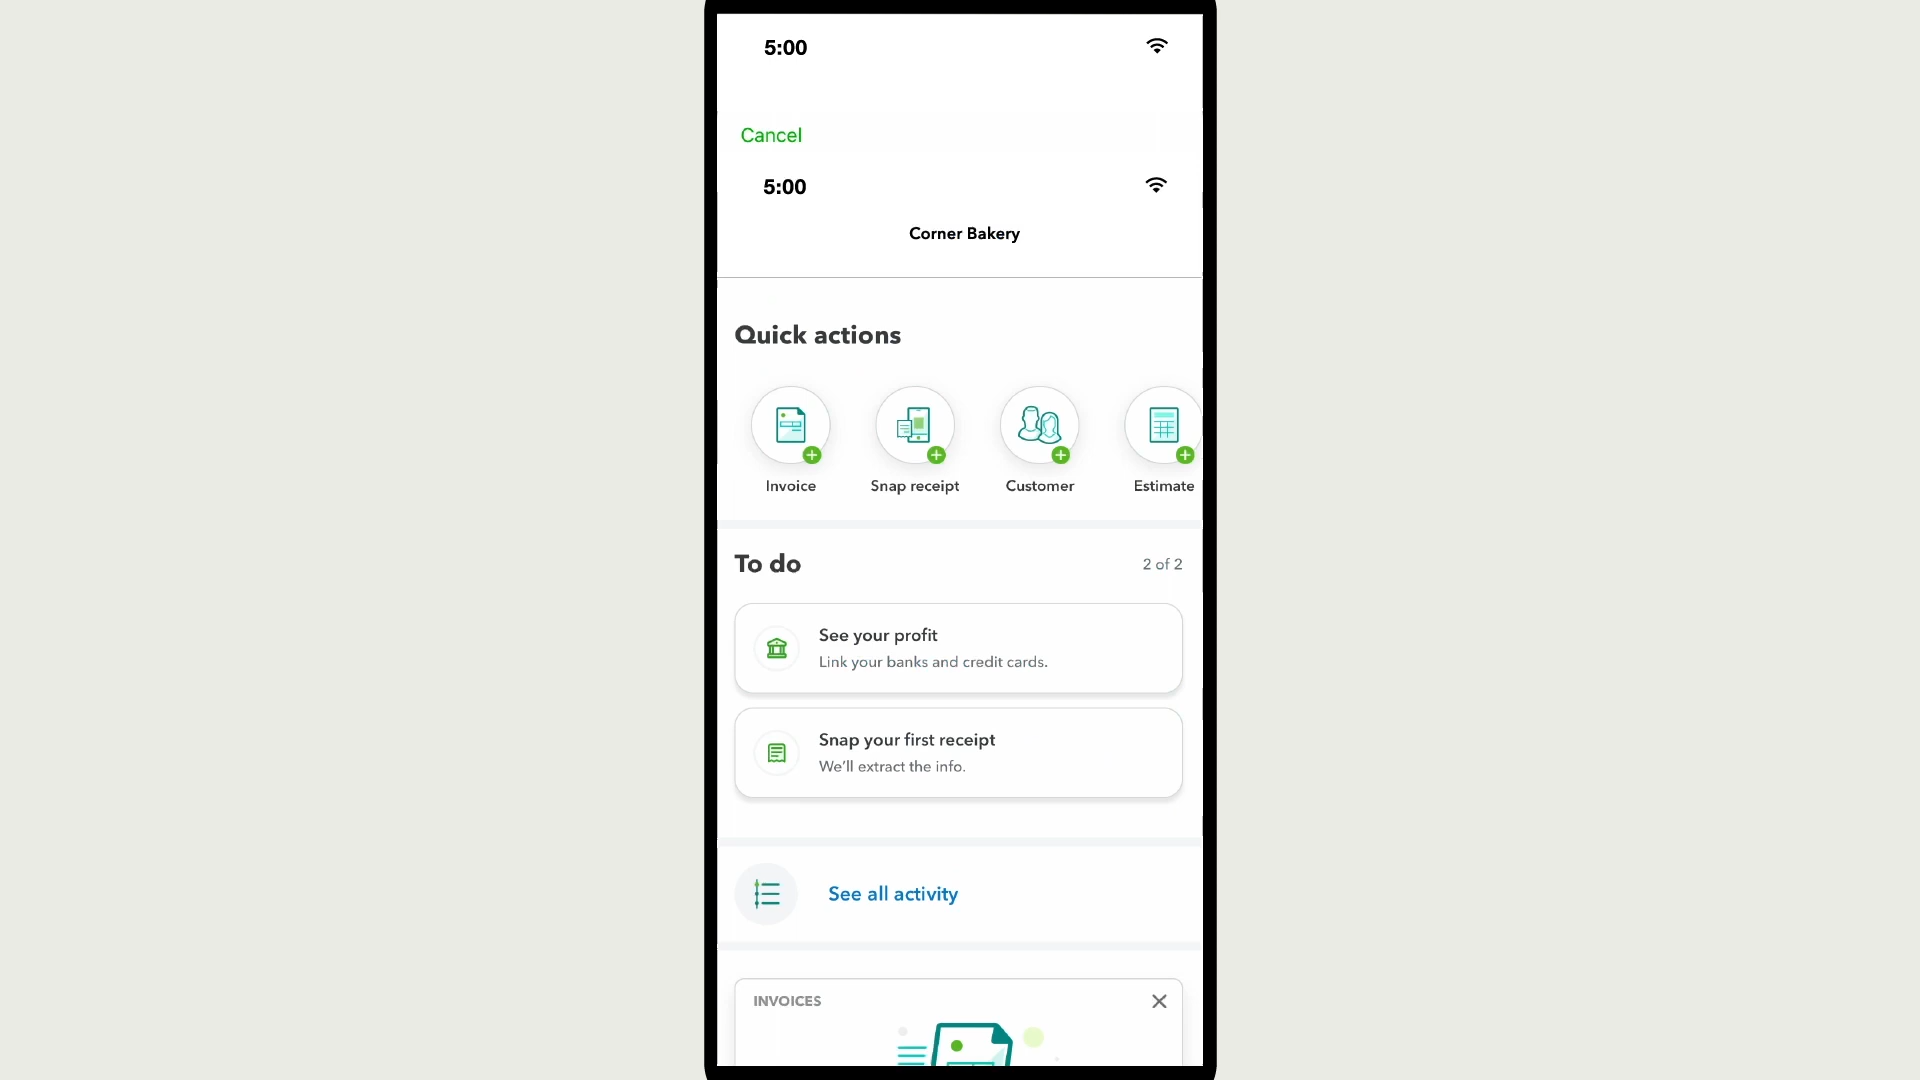 5:00
Cancel
5:00
Corner Bakery
Quick actions
Invoice
Snap receipt
Customer
Estimate
To do
2 of 2
See your profit
Link your banks and credit cards.
Snap your first receipt
We'll extract the info.
See all activity
INVOICES